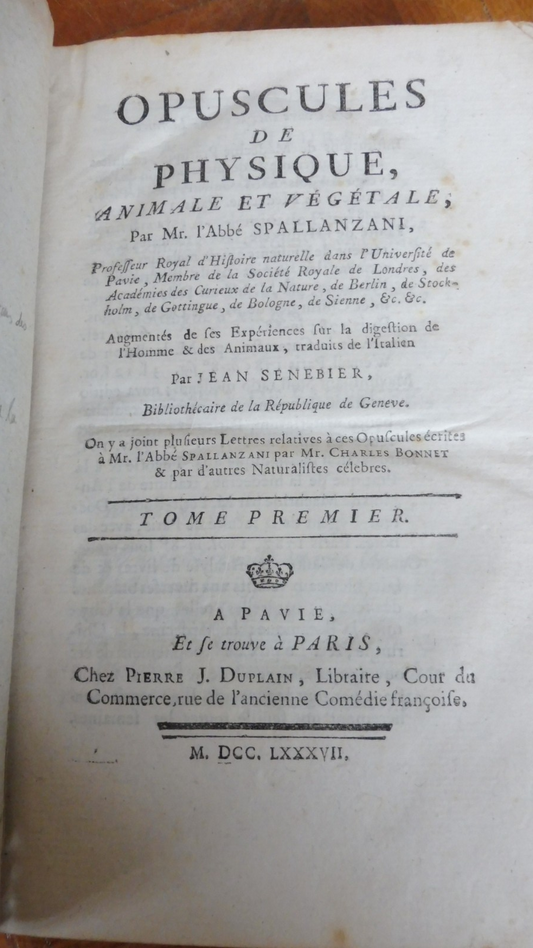 OPUSCULES
DE
PHYSIQUE,
ANIMALE ET VÉGÉTALE,
Par Mr. l'Abbé SPALLANZANI,
Professeur Royal d'Histoire naturelle dans l'Université de
Pavie, Membre de la Société Royale de Londres, des
Académies des Curieux de la Nature, de Berlin, de Stock-
holm, de Gottingue, de Bologne, de Sienne, &c. &c.
Augmentés de ses Expériences sur la digestion de
l'Homme & des Animaux, traduits de l'Italien
Par JEAN SENEBIER,
Bibliothécaire de la République de Geneve.
On y a joint plusieurs Lettres relatives à ces Opuscules écrites
à Mr. l'Abbé SPALLANZANI par Mr. CHARLES BONNET
& par d'autres Naturalistes célebres.
TOME PREMIER.
A PAVIE,
Et se trouve à PARIS,
Chez PIERRE J. DUPLAIN, Libraire, Cour du
Commerce, rue de l'ancienne Comédie françoise,
M. DCC. LXXXVII.